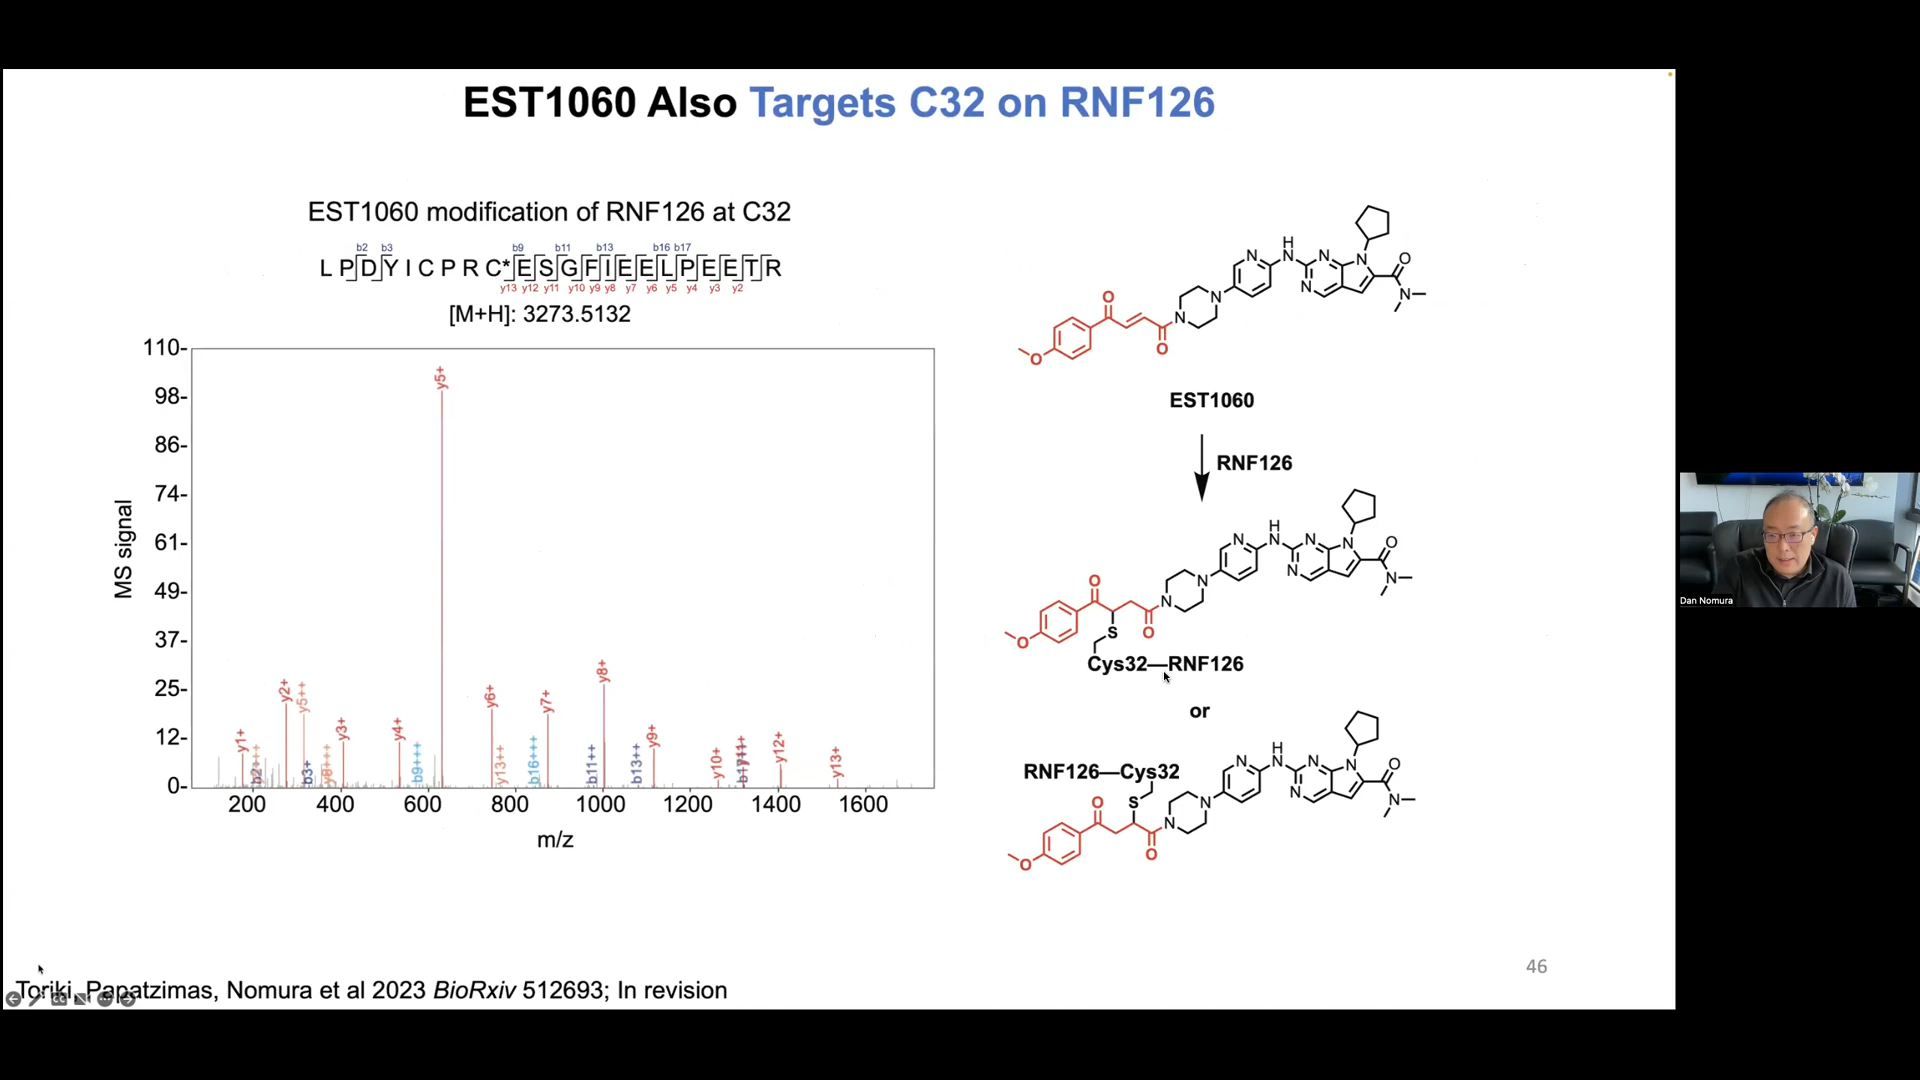 EST1060 Also Targets C32 on RNF126
EST1060 modification of RNF126 at C32
b2 b3 b9 b11 b13 b16 b17
L P D Y I C P R C* E S G F I E E L P E E T R
y13 y12 y11 y10 y9 y8 y7 y6 y5 y4 y3 y2
[M+H]: 3273.5132
110-
98-
86-
74-
61-
49-
37-
25-
12-
0-
MS signal
y1+
b2+
y2+
y5++
b3+
y3+
y4+
b9+++
y5+
y6+
y13++
b16+++
y7+
b11++
y8+
b13++
y9+
y10+
y11+
y12+
y13+
200 400 600 800 1000 1200 1400 1600
m/z
O
O
O
N
N
N
H
N
N
N
N
O
N
EST1060
RNF126
O
O
O
S
N
N
N
H
N
N
N
N
O
N
Cys32—RNF126
or
RNF126—Cys32
S
O
O
O
N
N
N
H
N
N
N
N
O
N
46
Toriki, Papatzimas, Nomura et al 2023 BioRxiv 512693; In revision
Dan Nomura